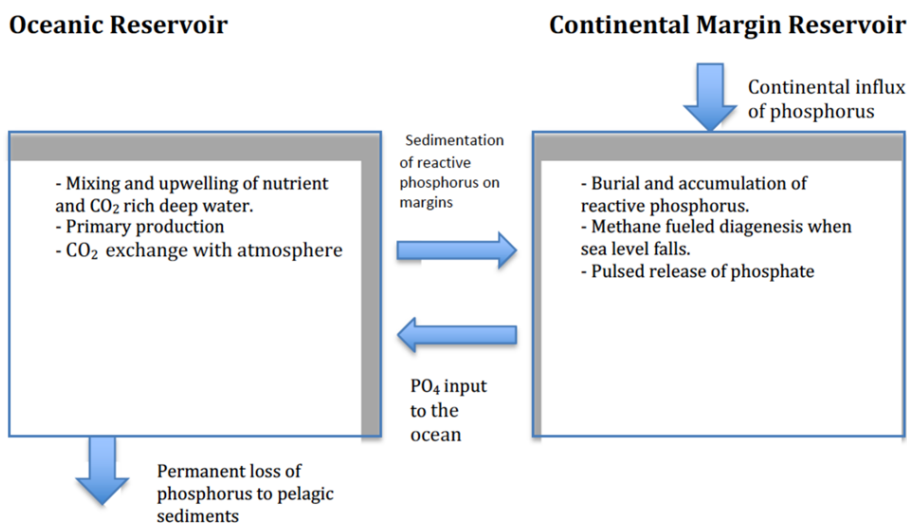 Oceanic Reservoir
Continental Margin Reservoir
Continental influx
of phosphorus
Sedimentation
of reactive
phosphorus on
margins
- Mixing and upwelling of nutrient
and CO₂ rich deep water.
- Primary production
- CO₂ exchange with atmosphere
- Burial and accumulation of
reactive phosphorus.
- Methane fueled diagenesis when
sea level falls.
- Pulsed release of phosphate
PO₄ input
to the
ocean
Permanent loss of
phosphorus to pelagic
sediments